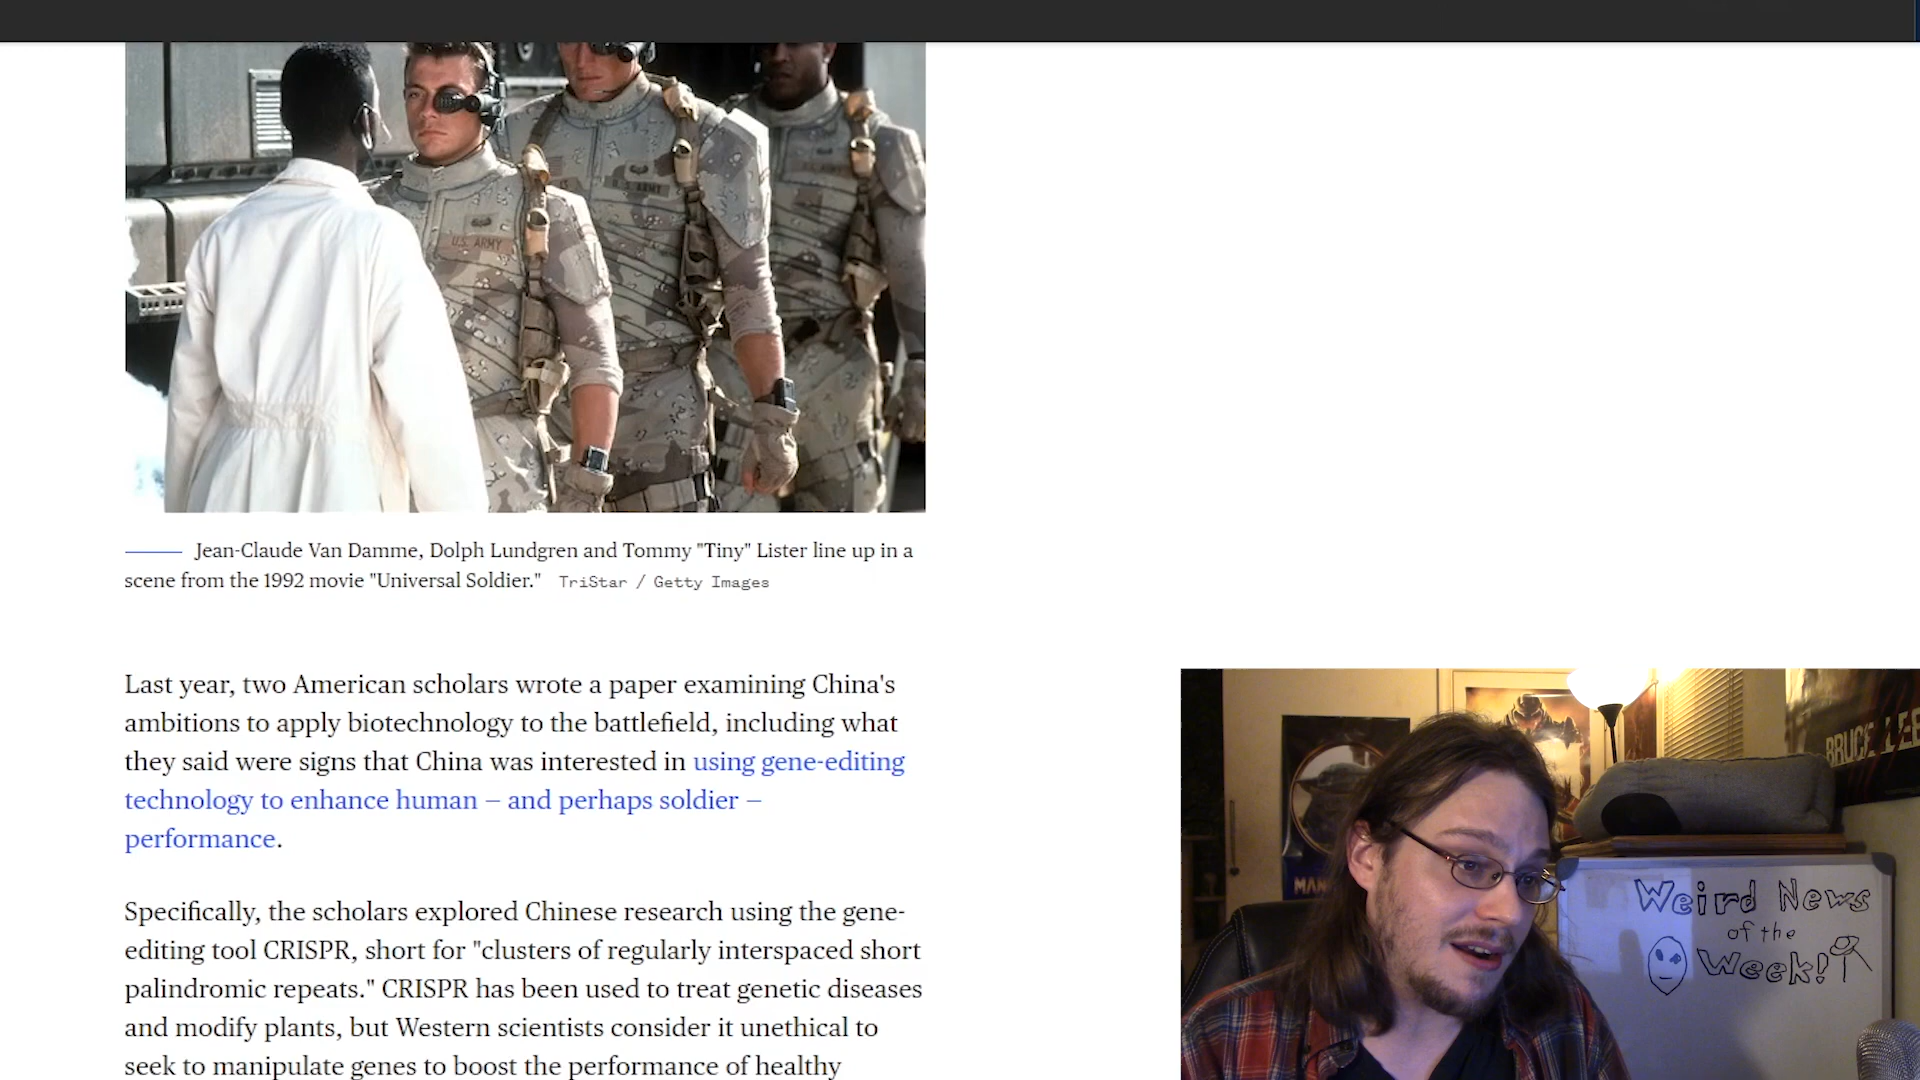 U.S. ARMY
U.S. ARMY
Jean-Claude Van Damme, Dolph Lundgren and Tommy "Tiny" Lister line up in a
scene from the 1992 movie "Universal Soldier." TriStar / Getty Images
Last year, two American scholars wrote a paper examining China's
ambitions to apply biotechnology to the battlefield, including what
they said were signs that China was interested in using gene-editing
technology to enhance human – and perhaps soldier –
performance.
Specifically, the scholars explored Chinese research using the gene-
editing tool CRISPR, short for "clusters of regularly interspaced short
palindromic repeats." CRISPR has been used to treat genetic diseases
and modify plants, but Western scientists consider it unethical to
seek to manipulate genes to boost the performance of healthy
BRUCE LEE
Weird News
of the
Week!